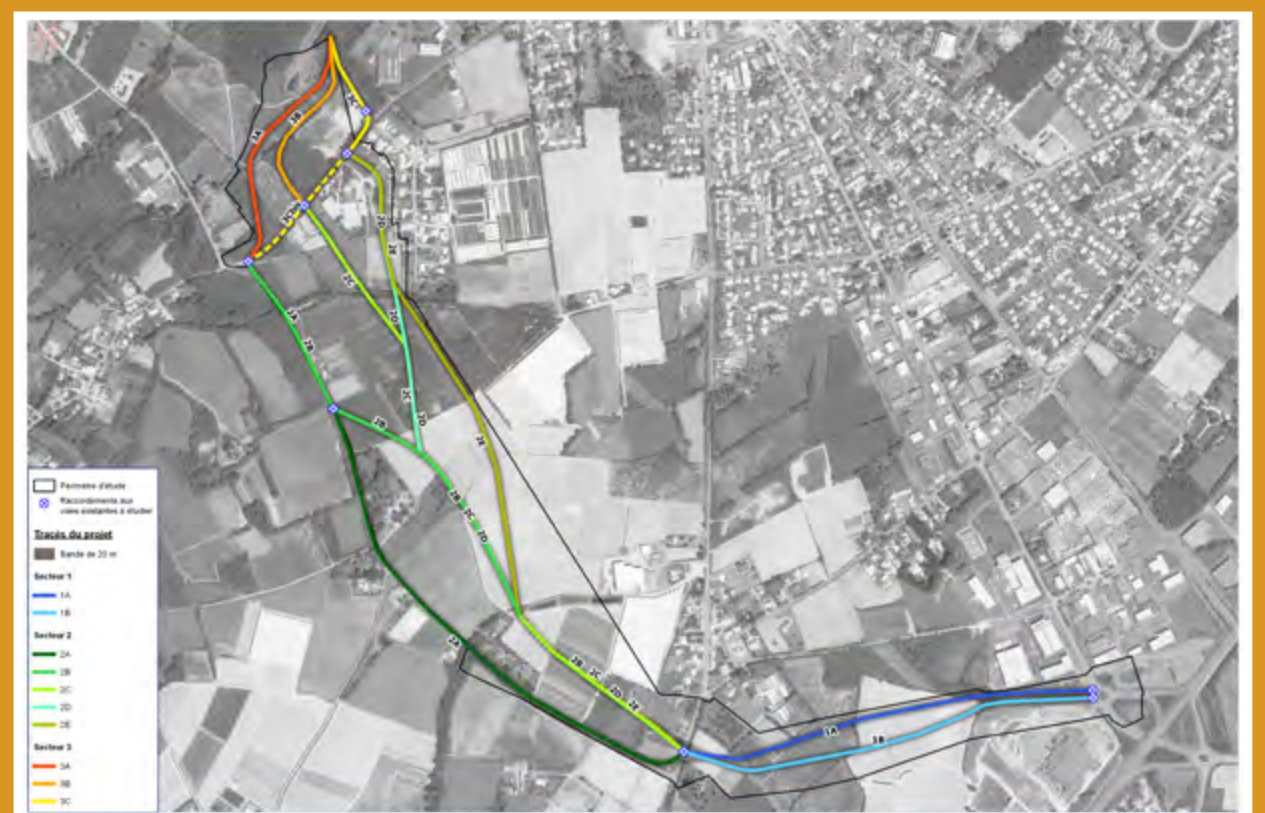 3A
3B
3C
2D
2E
2C
2D
2A
2B
2C
2D
2B
2E
2B
2C
2D
2A
2B
2C
2D
2E
1A
1B
Périmètre d'étude
Raccordements aux
voies existantes à étudier
Tracés du projet
Bande de 20 m
Secteur 1
1A
1B
Secteur 2
2A
2B
2C
2D
2E
Secteur 3
3A
3B
3C